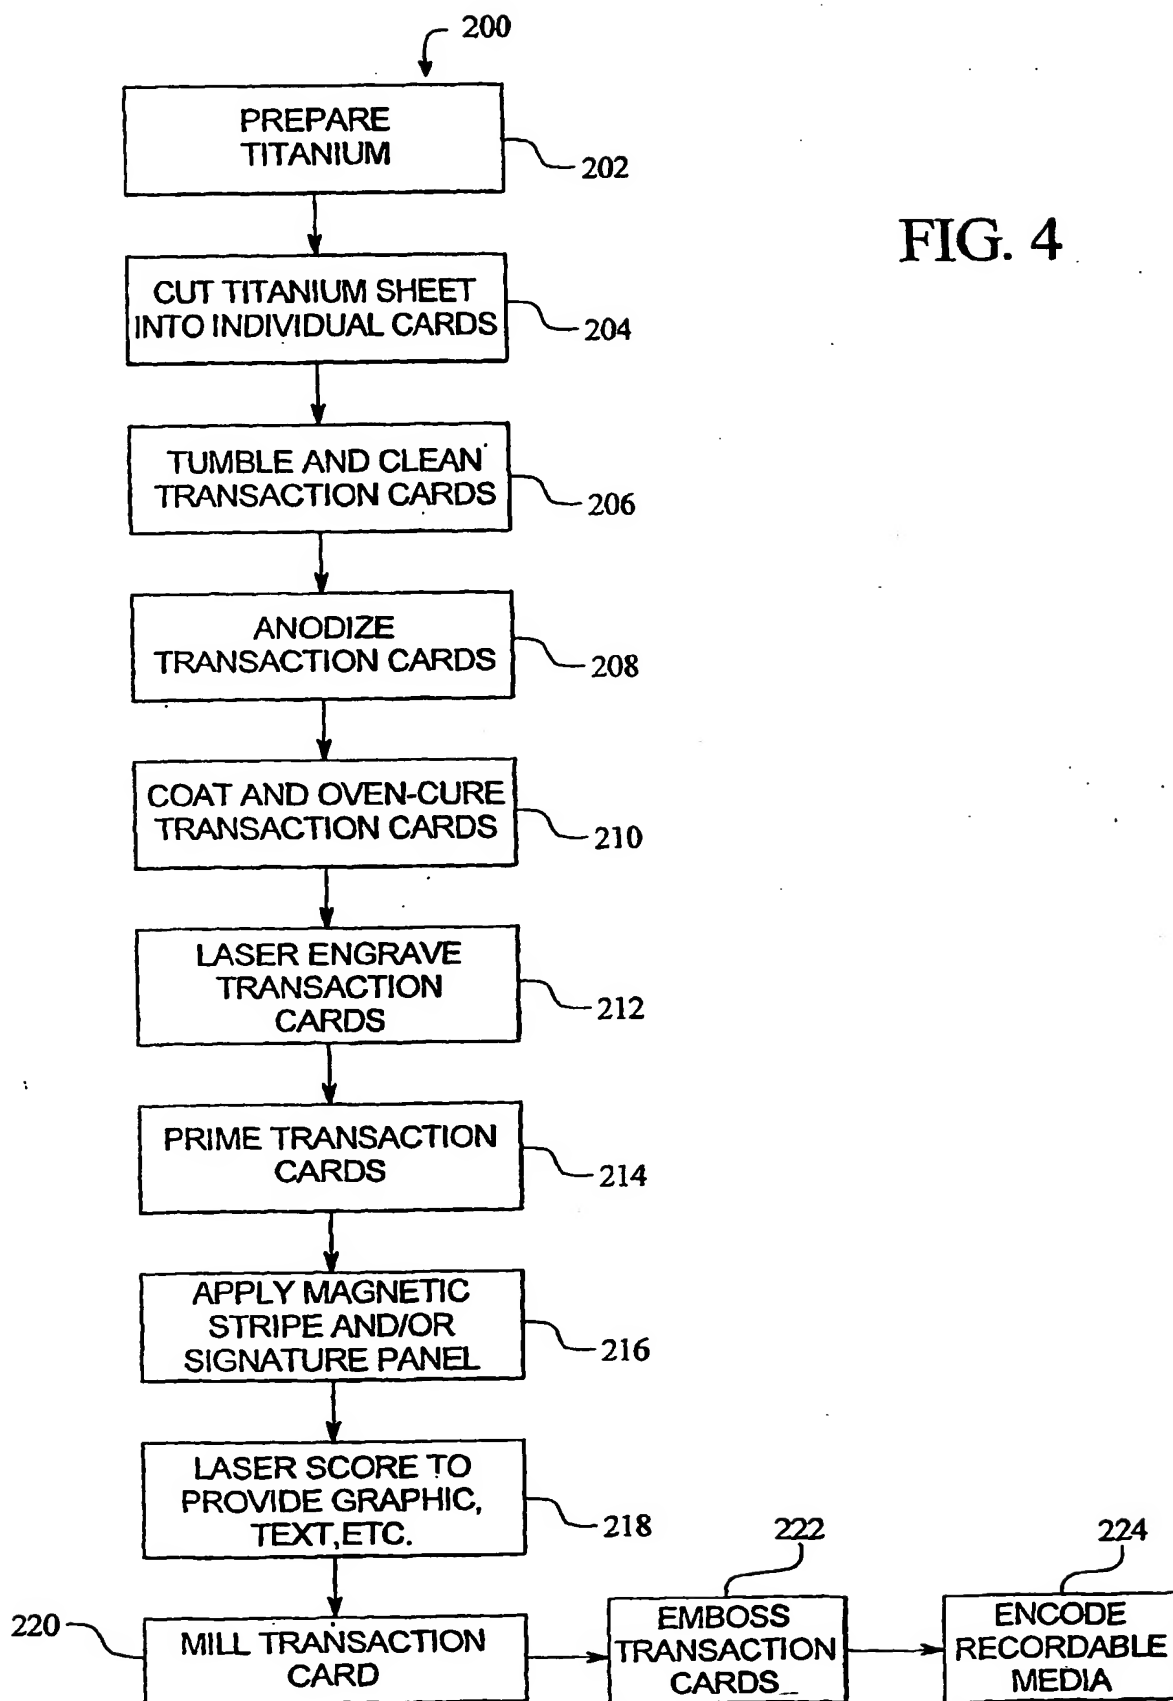 200
PREPARE
TITANIUM
202
FIG. 4
CUT TITANIUM SHEET
INTO INDIVIDUAL CARDS
204
TUMBLE AND CLEAN
TRANSACTION CARDS
206
ANODIZE
TRANSACTION CARDS
208
COAT AND OVEN-CURE
TRANSACTION CARDS
210
LASER ENGRAVE
TRANSACTION
CARDS
212
PRIME TRANSACTION
CARDS
214
APPLY MAGNETIC
STRIPE AND/OR
SIGNATURE PANEL
216
LASER SCORE TO
PROVIDE GRAPHIC,
TEXT,ETC.
218
220
MILL TRANSACTION
CARD
222
EMBOSS
TRANSACTION
CARDS
224
ENCODE
RECORDABLE
MEDIA